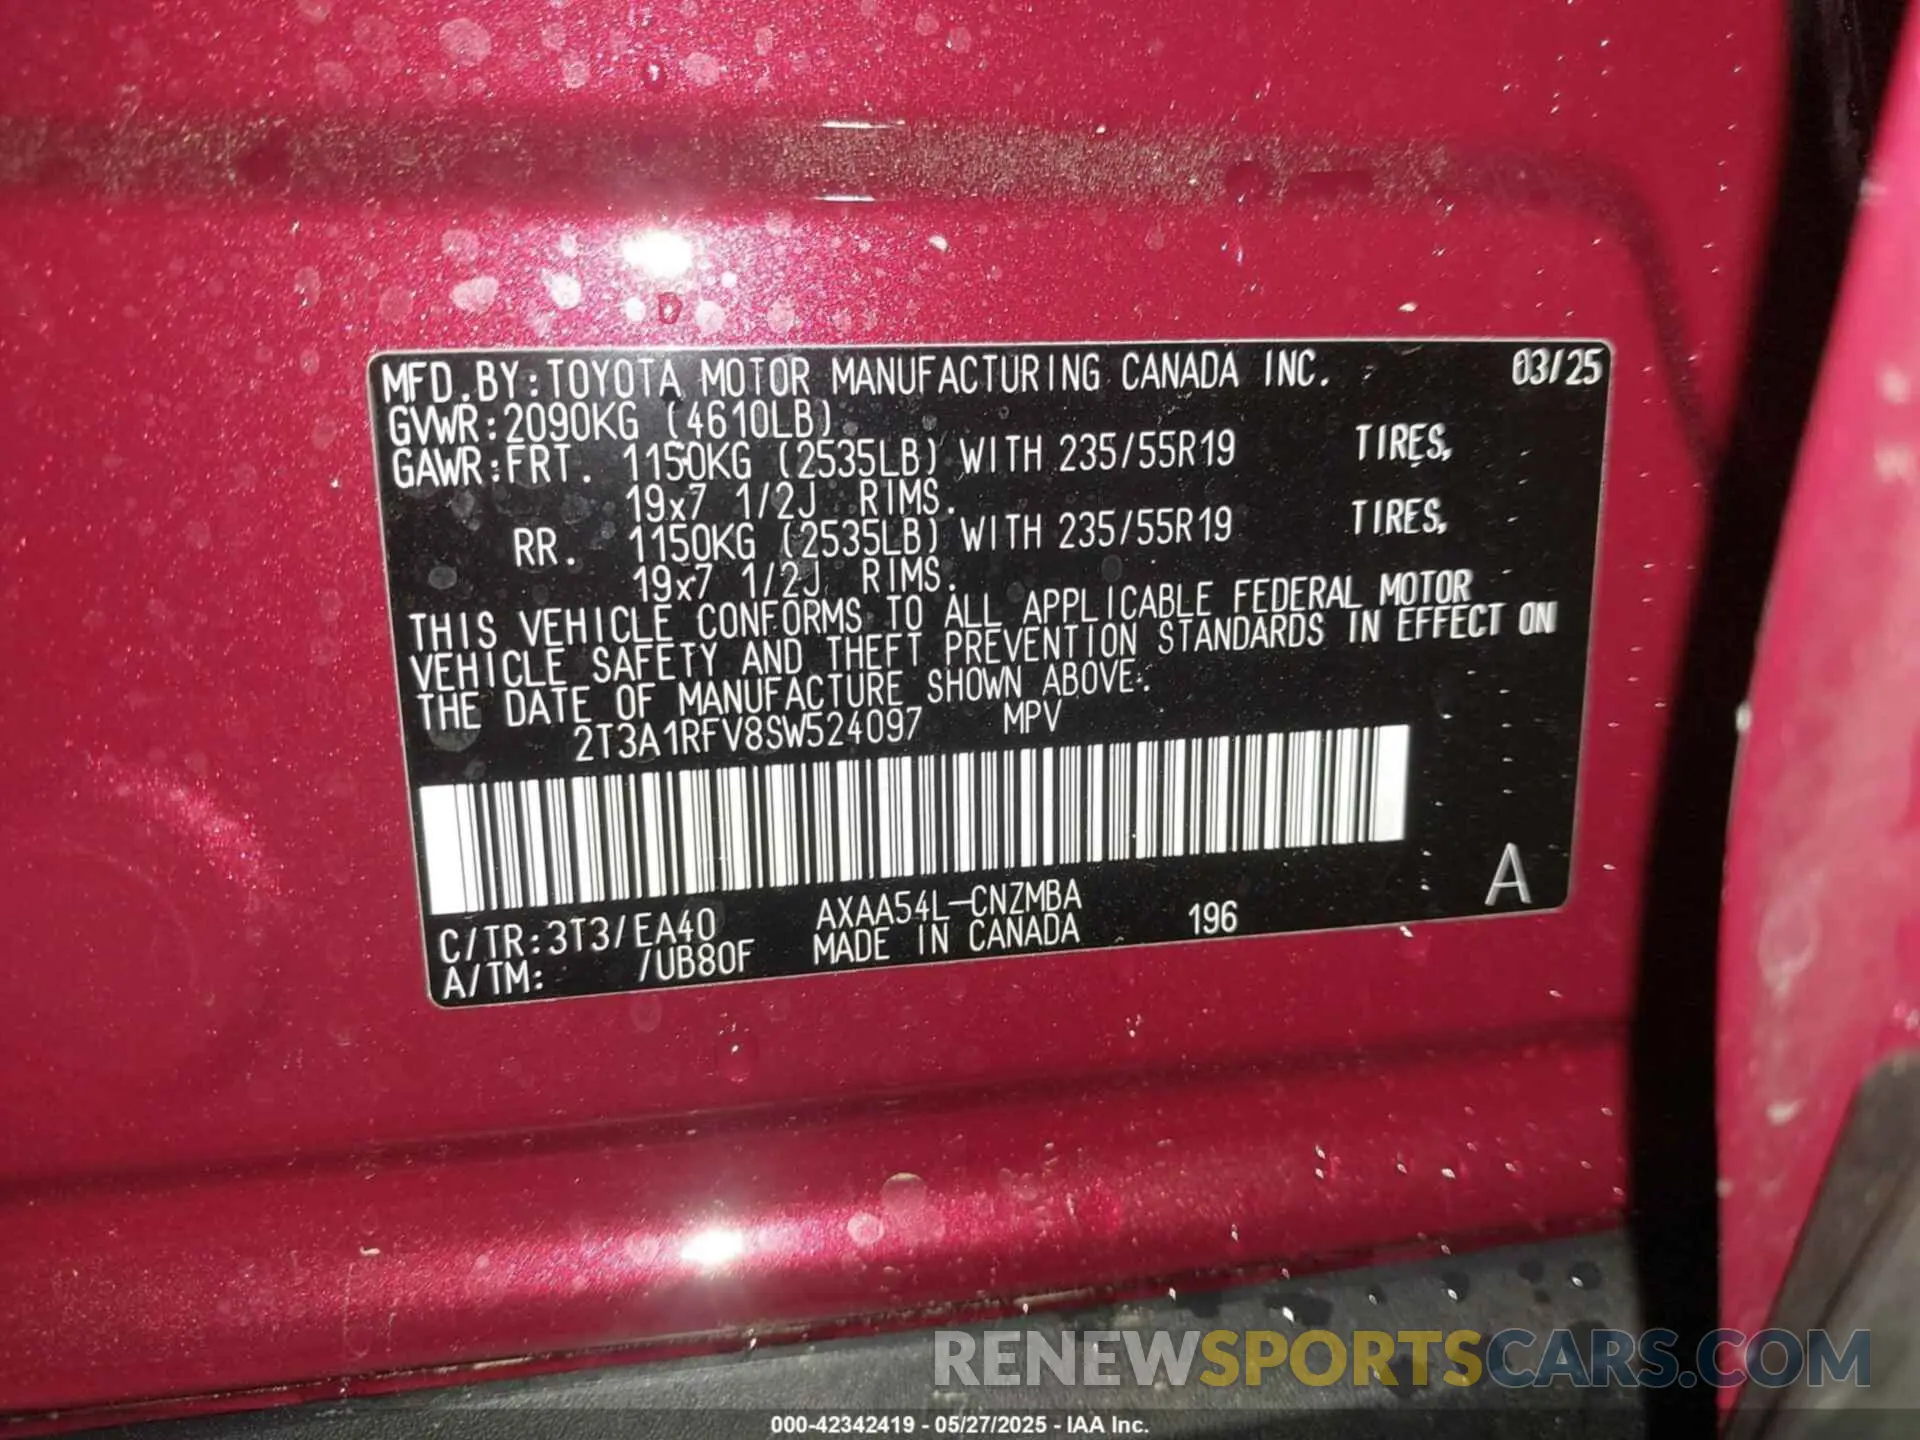 MFD.BY:TOYOTA MOTOR MANUFACTURING CANADA INC. 03/25
GVWR:2090KG (4610LB)
GAWR:FRT. 1150KG (2535LB) WITH 235/55R19 TIRES,
19x7 1/2J RIMS.
RR. 1150KG (2535LB) WITH 235/55R19 TIRES,
19x7 1/2J RIMS.
THIS VEHICLE CONFORMS TO ALL APPLICABLE FEDERAL MOTOR
VEHICLE SAFETY AND THEFT PREVENTION STANDARDS IN EFFECT ON
THE DATE OF MANUFACTURE SHOWN ABOVE.
2T3A1RFV8SW524097 MPV
C/TR:3T3/EA40 AXAA54L-CNZMBA 196 A
A/TM: /UB80F MADE IN CANADA
RENEWSPORTSCARS.COM
000-42342419 - 05/27/2025 - IAA Inc.